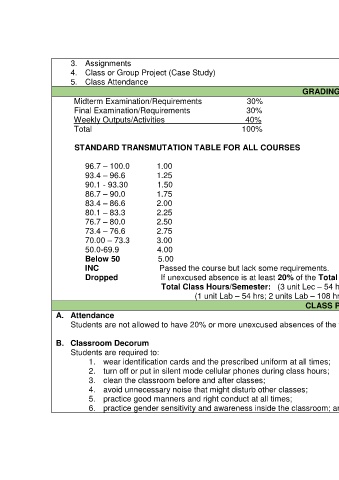 3. Assignments
4. Class or Group Project (Case Study)
5. Class Attendance
GRADING
Midterm Examination/Requirements 30%
Final Examination/Requirements 30%
Weekly Outputs/Activities 40%
Total 100%
STANDARD TRANSMUTATION TABLE FOR ALL COURSES
96.7 – 100.0 1.00
93.4 – 96.6 1.25
90.1 - 93.30 1.50
86.7 – 90.0 1.75
83.4 – 86.6 2.00
80.1 – 83.3 2.25
76.7 – 80.0 2.50
73.4 – 76.6 2.75
70.00 – 73.3 3.00
50.0-69.9 4.00
Below 50 5.00
INC Passed the course but lack some requirements.
Dropped If unexcused absence is at least 20% of the Total
Total Class Hours/Semester: (3 unit Lec – 54 h
(1 unit Lab – 54 hrs; 2 units Lab – 108 hr
CLASS P
A. Attendance
Students are not allowed to have 20% or more unexcused absences of the
B. Classroom Decorum
Students are required to:
1. wear identification cards and the prescribed uniform at all times;
2. turn off or put in silent mode cellular phones during class hours;
3. clean the classroom before and after classes;
4. avoid unnecessary noise that might disturb other classes;
5. practice good manners and right conduct at all times;
6. practice gender sensitivity and awareness inside the classroom; an